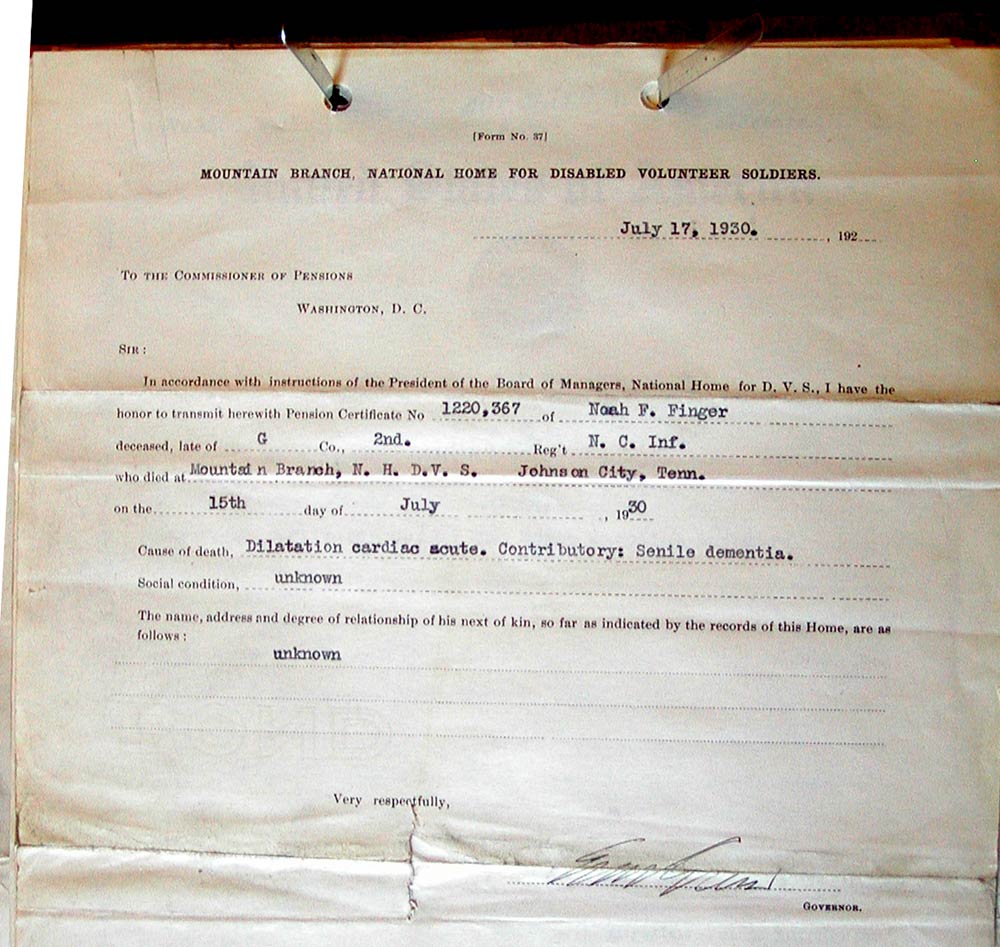 [Form No. 37]
MOUNTAIN BRANCH, NATIONAL HOME FOR DISABLED VOLUNTEER SOLDIERS.
July 17, 1930. , 192
To the Commissioner of Pensions
Washington, D. C.
Sir:
In accordance with instructions of the President of the Board of Managers, National Home for D. V. S., I have the
honor to transmit herewith Pension Certificate No 1220,367 of Noah F. Finger
deceased, late of G Co., 2nd. Reg't N. C. Inf.
who died at Mountain Branch, N. H. D.V. S. Johnson City, Tenn.
on the 15th day of July , 1930
Cause of death, Dilatation cardiac acute. Contributory: Senile dementia.
Social condition, unknown
The name, address and degree of relationship of his next of kin, so far as indicated by the records of this Home, are as
follows:
unknown
Very respectfully,
Governor.